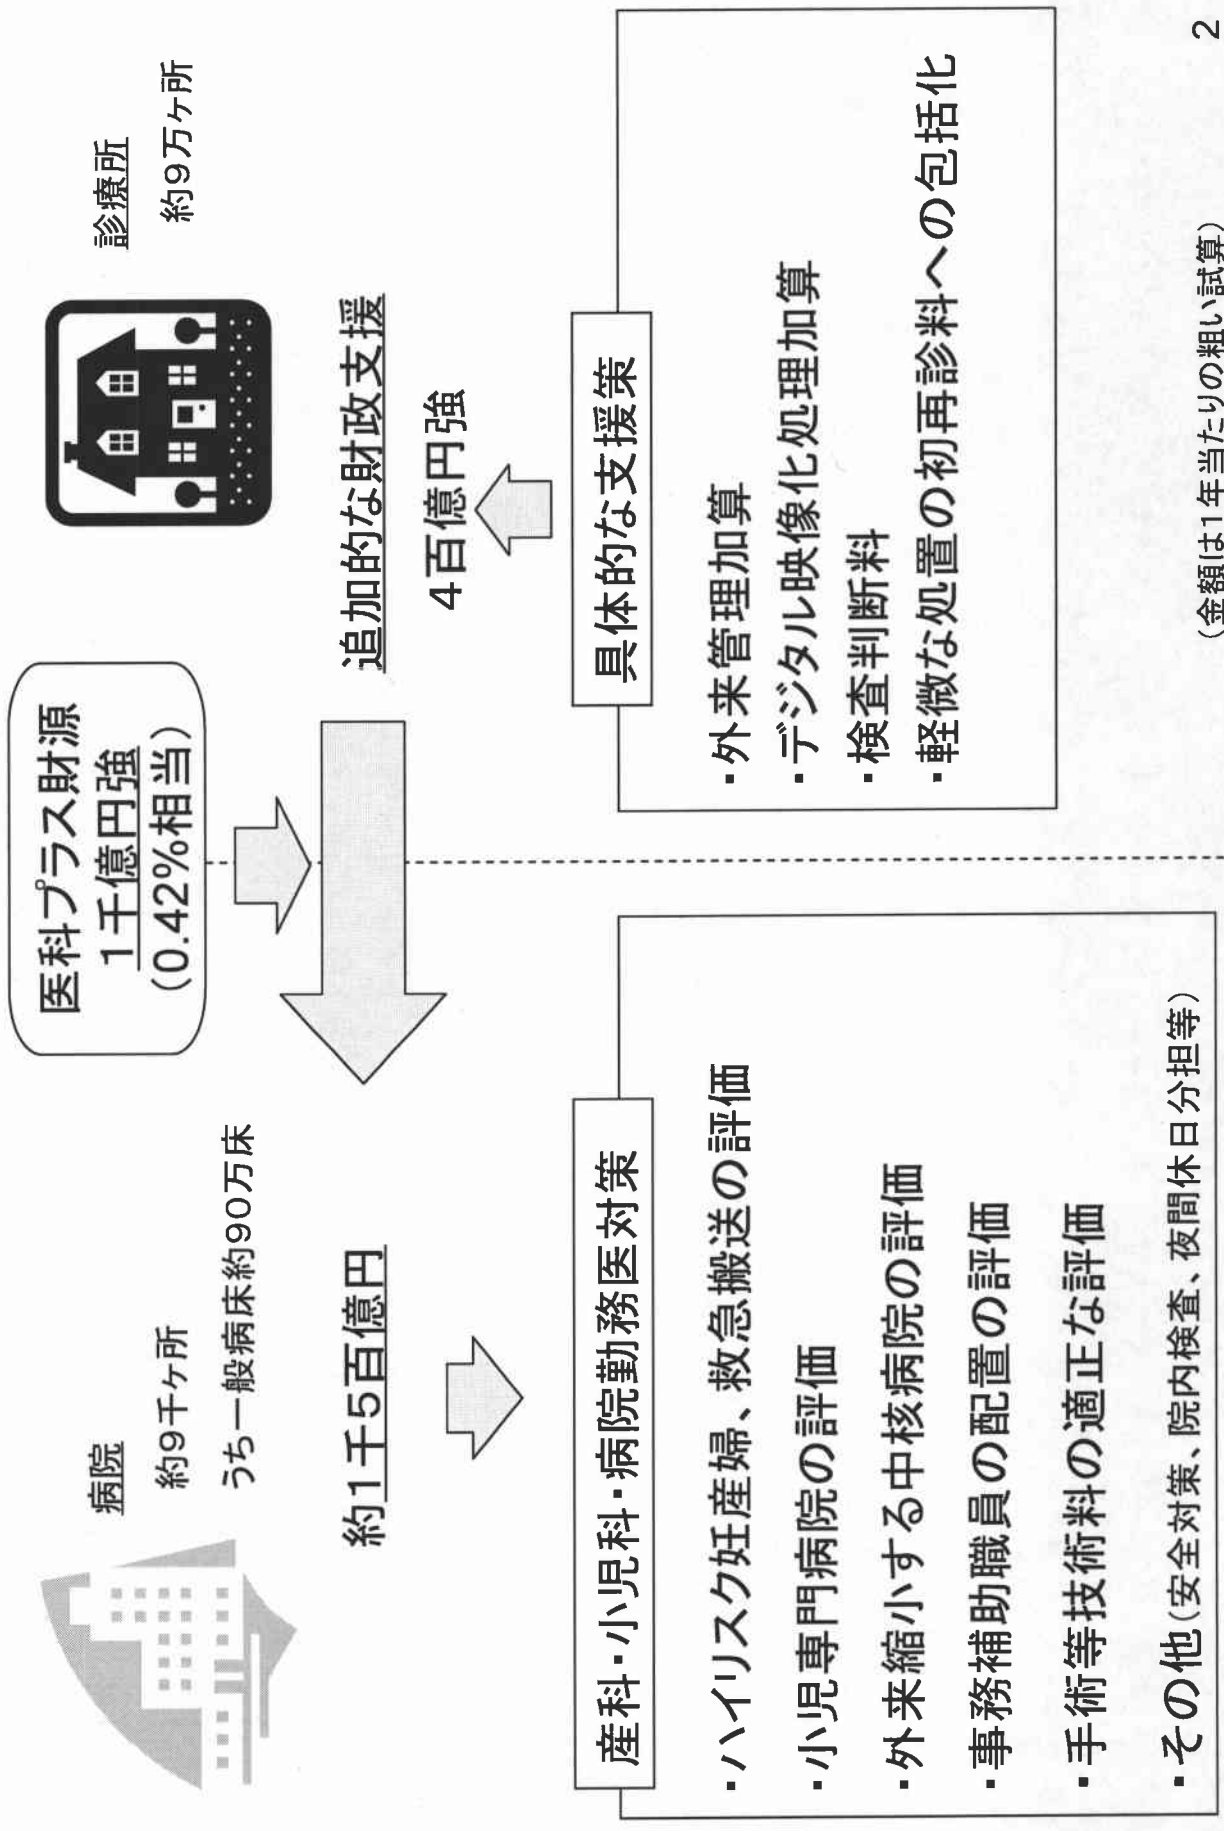 医科プラス財源
1千億円強
（0.42%相当）
病院
約9千ヶ所
うち一般病床約90万床
約1千5百億円
産科・小児科・病院勤務医対策
・ハイリスク妊産婦、救急搬送の評価
・小児専門病院の評価
・外来縮小する中核病院の評価
・事務補助職員の配置の評価
・手術等技術料の適正な評価
・その他（安全対策、院内検査、夜間休日分担等）
診療所
約9万ヶ所
追加的な財政支援
4百億円強
具体的な支援策
・外来管理加算
・デジタル映像化処理加算
・検査判断料
・軽微な処置の初再診料への包括化
（金額は1年当たりの粗い試算）
2